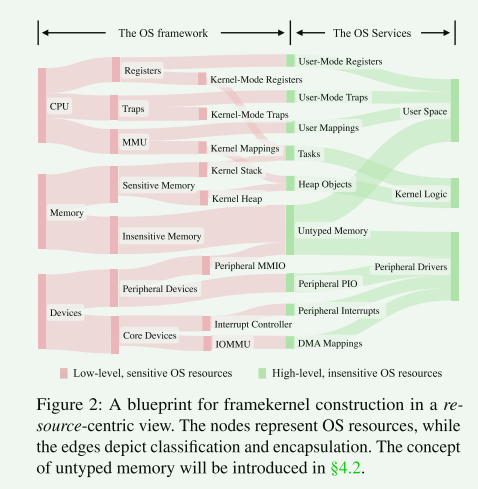 The OS framework
The OS Services
Registers
User-Mode Registers
Kernel-Mode Registers
CPU
Traps
User-Mode Traps
User Space
Kernel-Mode Traps
User Mappings
MMU
Kernel Mappings
Tasks
Kernel Stack
Sensitive Memory
Heap Objects
Kernel Logic
Kernel Heap
Memory
Insensitive Memory
Untyped Memory
Peripheral MMIO
Peripheral Drivers
Peripheral Devices
Peripheral PIO
Devices
Peripheral Interrupts
Interrupt Controller
Core Devices
IOMMU
DMA Mappings
Low-level, sensitive OS resources
High-level, insensitive OS resources
Figure 2: A blueprint for framekernel construction in a re-
source-centric view. The nodes represent OS resources, while
the edges depict classification and encapsulation. The concept
of untyped memory will be introduced in §4.2.